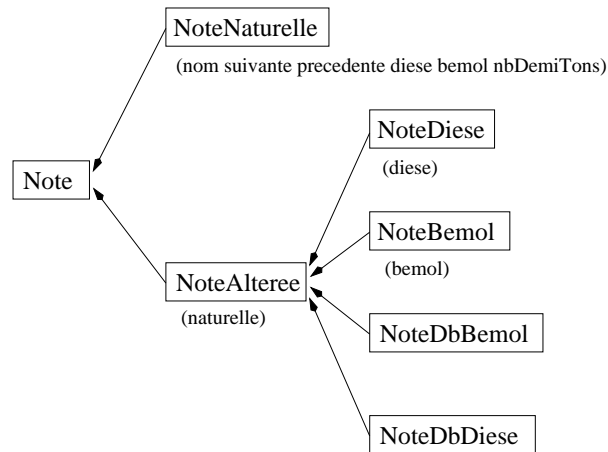 NoteNaturelle
(nom suivante precedente diese bemol nbDemiTons)
NoteDiese
(diese)
Note
NoteBemol
(bemol)
NoteAlteree
(naturelle)
NoteDbBemol
NoteDbDiese